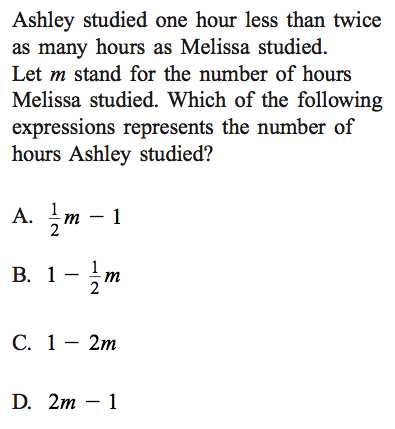 Ashley studied one hour less than twice
as many hours as Melissa studied.
Let m stand for the number of hours
Melissa studied. Which of the following
expressions represents the number of
hours Ashley studied?
A. 1/2 m − 1
B. 1 − 1/2 m
C. 1 − 2m
D. 2m − 1